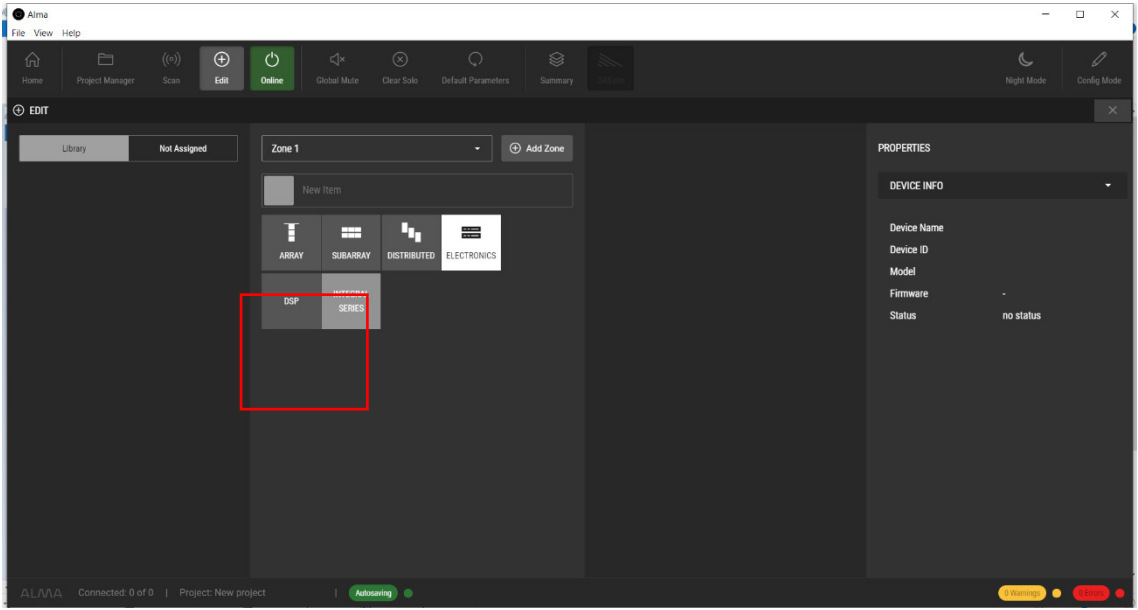 Alma
File View Help
Home Project Manager Scan Edit Online Global Mute Clear Solo Default Parameters Summary Night Mode Config Mode
EDIT
Library Not Assigned Zone 1 Add Zone PROPERTIES
New Item DEVICE INFO
ARRAY SUBARRAY DISTRIBUTED ELECTRONICS
Device Name
Device ID
Model
DSP INTEGRAL SERIES
Firmware -
Status no status
ALMA Connected: 0 of 0 | Project: New project | Autosaving 0 Warnings 0 Errors